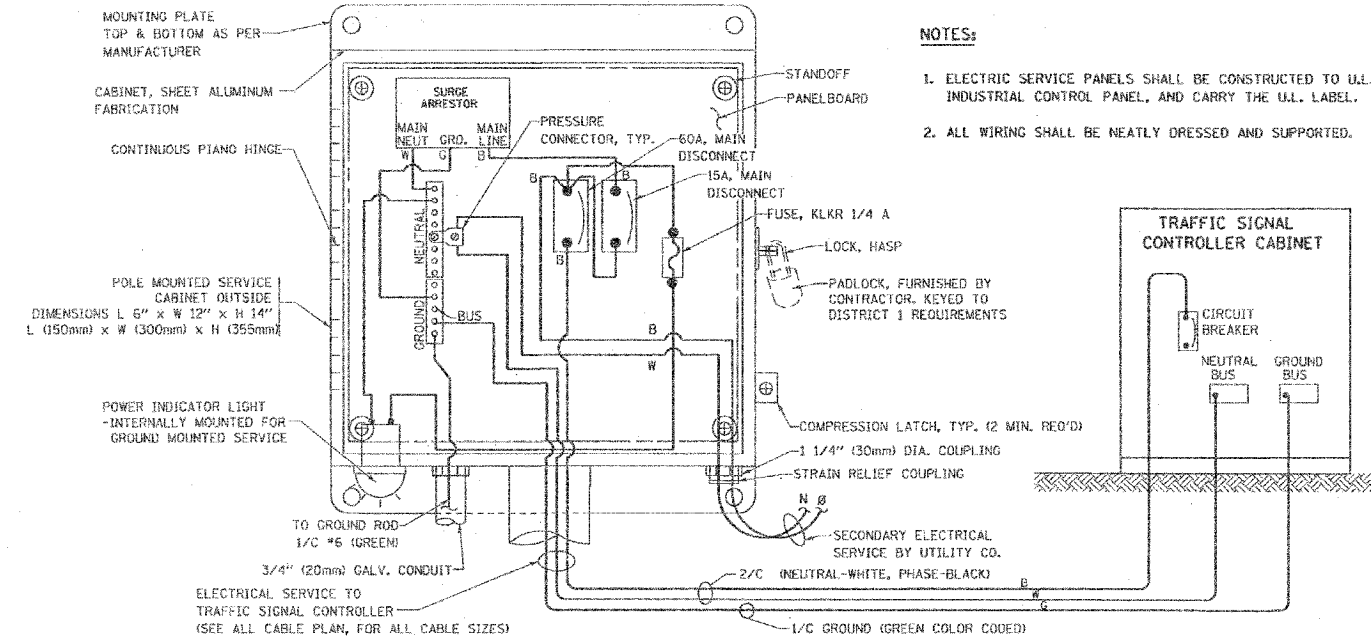 MOUNTING PLATE
TOP & BOTTOM AS PER
MANUFACTURER
CABINET, SHEET ALUMINUM
FABRICATION
CONTINUOUS PIANO HINGE
POLE MOUNTED SERVICE
CABINET OUTSIDE
DIMENSIONS L 6" x W 12" x H 14"
L (150mm) x W (300mm) x H (355mm)
POWER INDICATOR LIGHT
-INTERNALLY MOUNTED FOR
GROUND MOUNTED SERVICE
TO GROUND ROD
1/C #6 (GREEN)
3/4" (20mm) GALV. CONDUIT
ELECTRICAL SERVICE TO
TRAFFIC SIGNAL CONTROLLER
(SEE ALL CABLE PLAN, FOR ALL CABLE SIZES)
SURGE
ARRESTOR
MAIN
NEUT
GRD.
MAIN
LINE
W
G
B
PRESSURE
CONNECTOR, TYP.
NEUTRAL
GROUND
BUS
B
B
B
B
W
STANDOFF
PANELBOARD
60A, MAIN
DISCONNECT
15A, MAIN
DISCONNECT
FUSE, KLKR 1/4 A
LOCK, HASP
PADLOCK, FURNISHED BY
CONTRACTOR, KEYED TO
DISTRICT 1 REQUIREMENTS
COMPRESSION LATCH, TYP. (2 MIN. REQ'D)
1 1/4" (30mm) DIA. COUPLING
STRAIN RELIEF COUPLING
N Ø
SECONDARY ELECTRICAL
SERVICE BY UTILITY CO.
2/C (NEUTRAL-WHITE, PHASE-BLACK)
B
W
G
1/C GROUND (GREEN COLOR CODED)
NOTES:
1. ELECTRIC SERVICE PANELS SHALL BE CONSTRUCTED TO U.L.
INDUSTRIAL CONTROL PANEL, AND CARRY THE U.L. LABEL.
2. ALL WIRING SHALL BE NEATLY DRESSED AND SUPPORTED.
TRAFFIC SIGNAL
CONTROLLER CABINET
CIRCUIT
BREAKER
NEUTRAL
BUS
GROUND
BUS